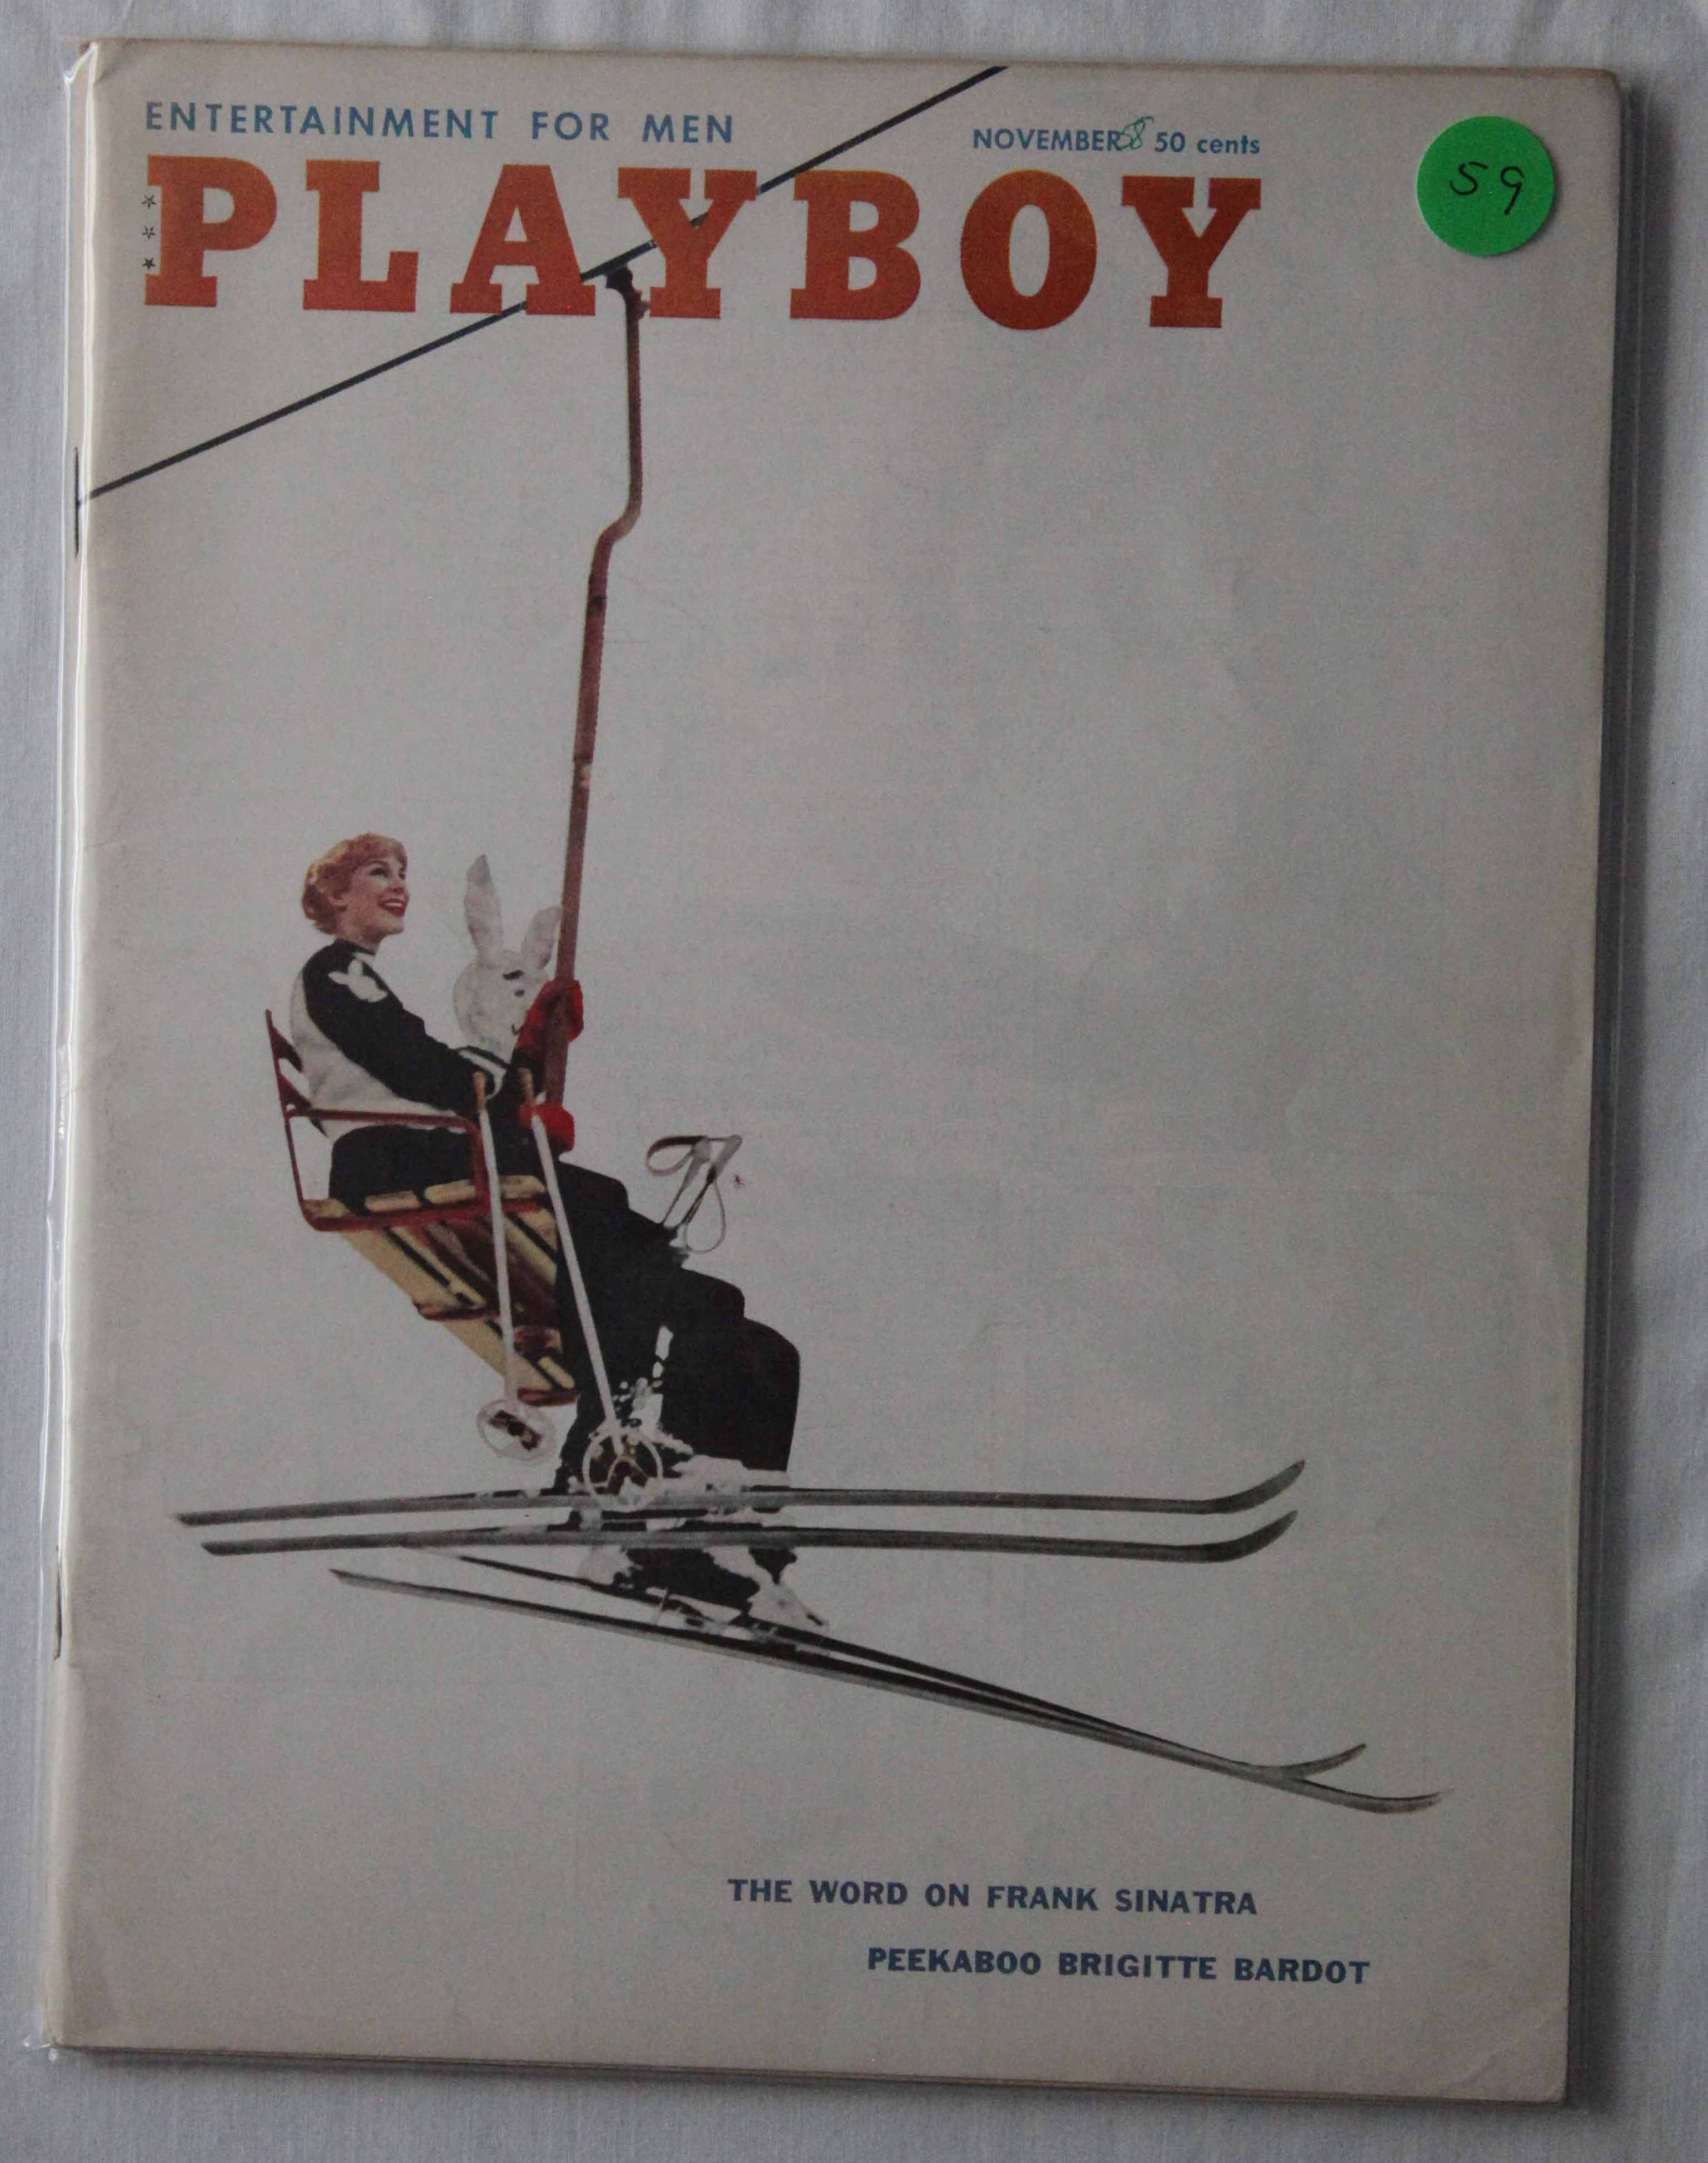 ENTERTAINMENT FOR MEN
NOVEMBER 58 50 cents
PLAYBOY
59
THE WORD ON FRANK SINATRA
PEEKABOO BRIGITTE BARDOT